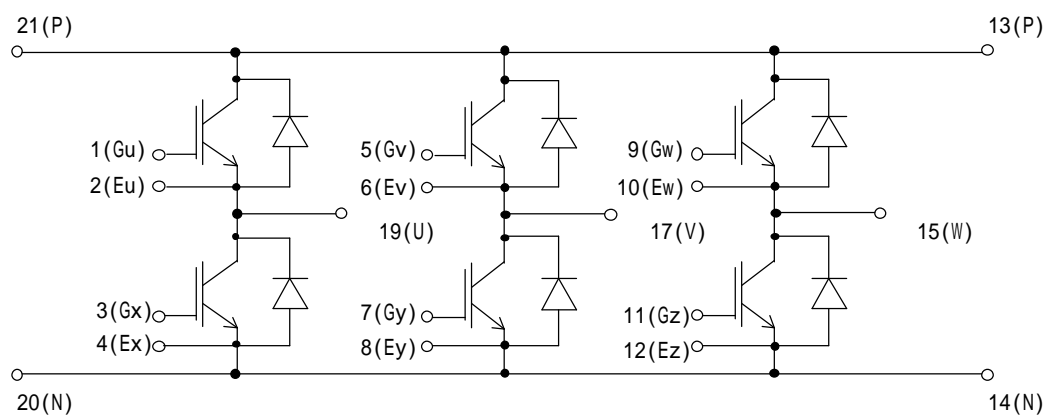 21(P)
13(P)
1(Gu)
5(Gv)
9(Gw)
2(Eu)
6(Ev)
10(Ew)
19(U)
17(V)
15(W)
3(Gx)
7(Gy)
11(Gz)
4(Ex)
8(Ey)
12(Ez)
20(N)
14(N)